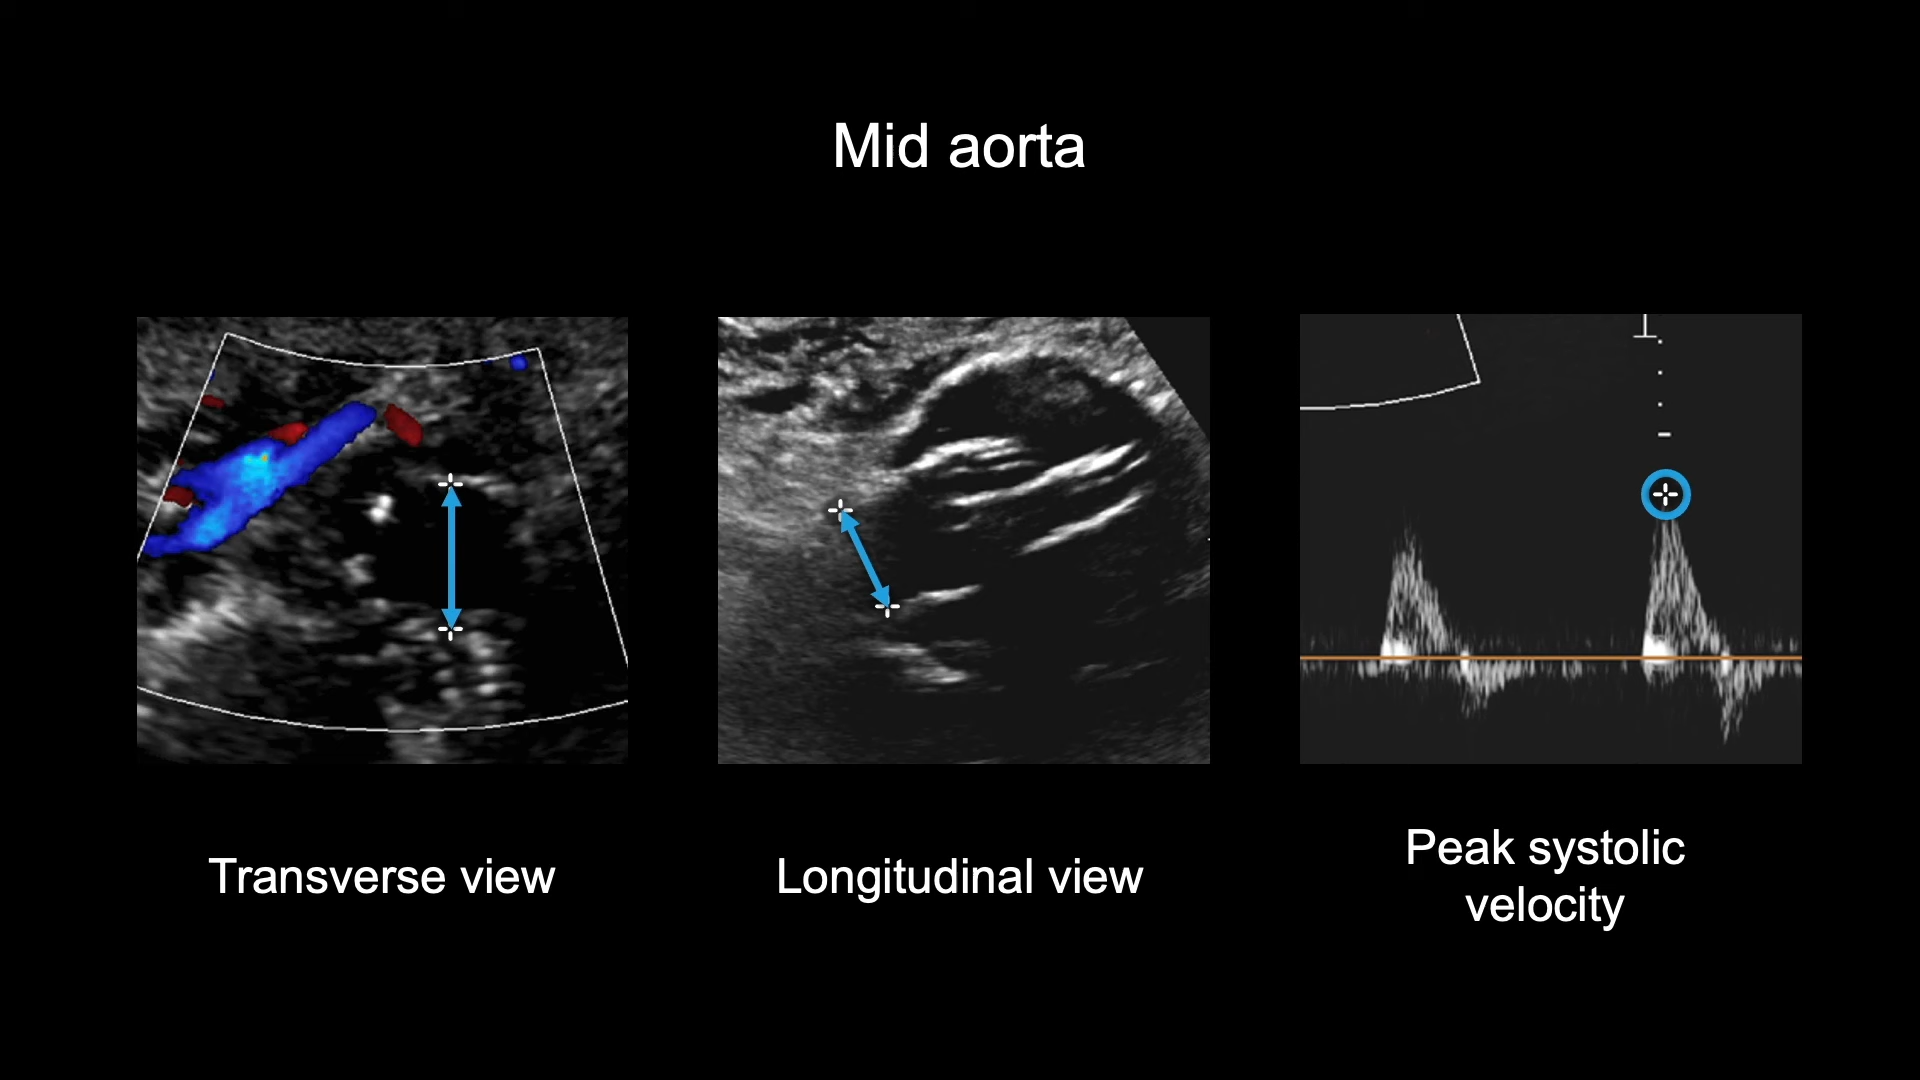 Mid aorta
Transverse view
Longitudinal view
Peak systolic
velocity